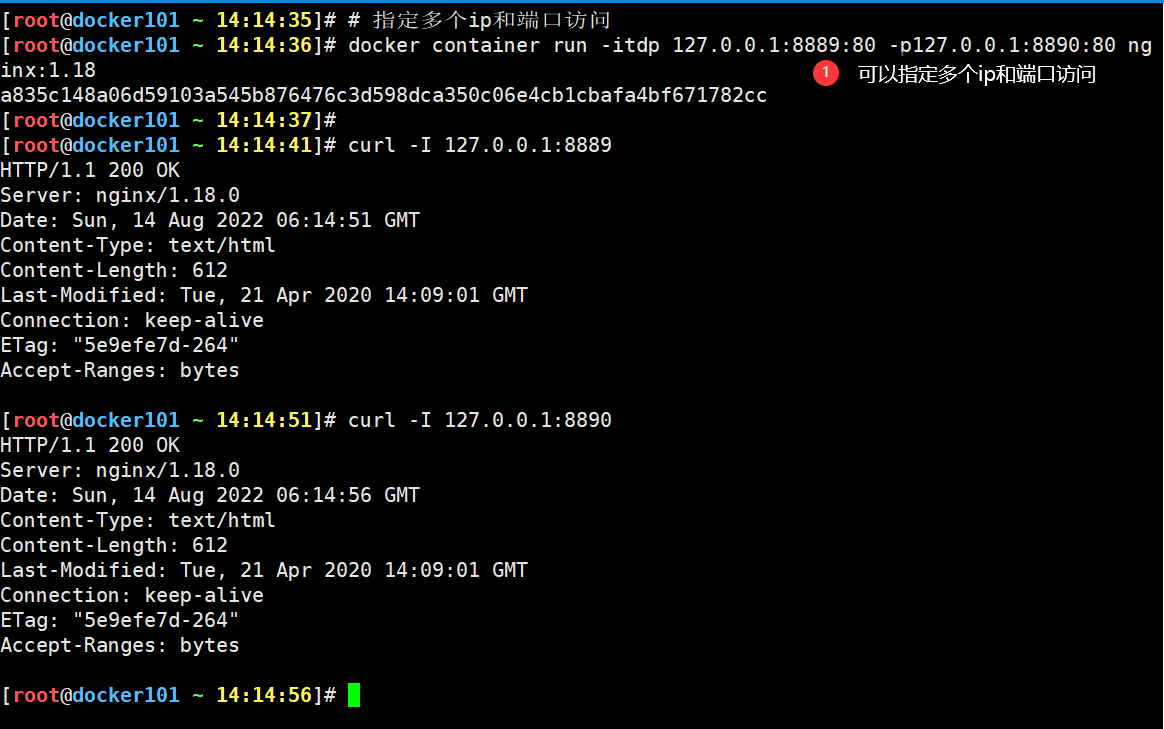 [root@docker101 ~ 14:14:35]# # 指定多个ip和端口访问
[root@docker101 ~ 14:14:36]# docker container run -itdp 127.0.0.1:8889:80 -p127.0.0.1:8890:80 ng
inx:1.18
1 可以指定多个ip和端口访问
a835c148a06d59103a545b876476c3d598dca350c06e4cb1cbafa4bf671782cc
[root@docker101 ~ 14:14:37]#
[root@docker101 ~ 14:14:41]# curl -I 127.0.0.1:8889
HTTP/1.1 200 OK
Server: nginx/1.18.0
Date: Sun, 14 Aug 2022 06:14:51 GMT
Content-Type: text/html
Content-Length: 612
Last-Modified: Tue, 21 Apr 2020 14:09:01 GMT
Connection: keep-alive
ETag: "5e9efe7d-264"
Accept-Ranges: bytes
[root@docker101 ~ 14:14:51]# curl -I 127.0.0.1:8890
HTTP/1.1 200 OK
Server: nginx/1.18.0
Date: Sun, 14 Aug 2022 06:14:56 GMT
Content-Type: text/html
Content-Length: 612
Last-Modified: Tue, 21 Apr 2020 14:09:01 GMT
Connection: keep-alive
ETag: "5e9efe7d-264"
Accept-Ranges: bytes
[root@docker101 ~ 14:14:56]#